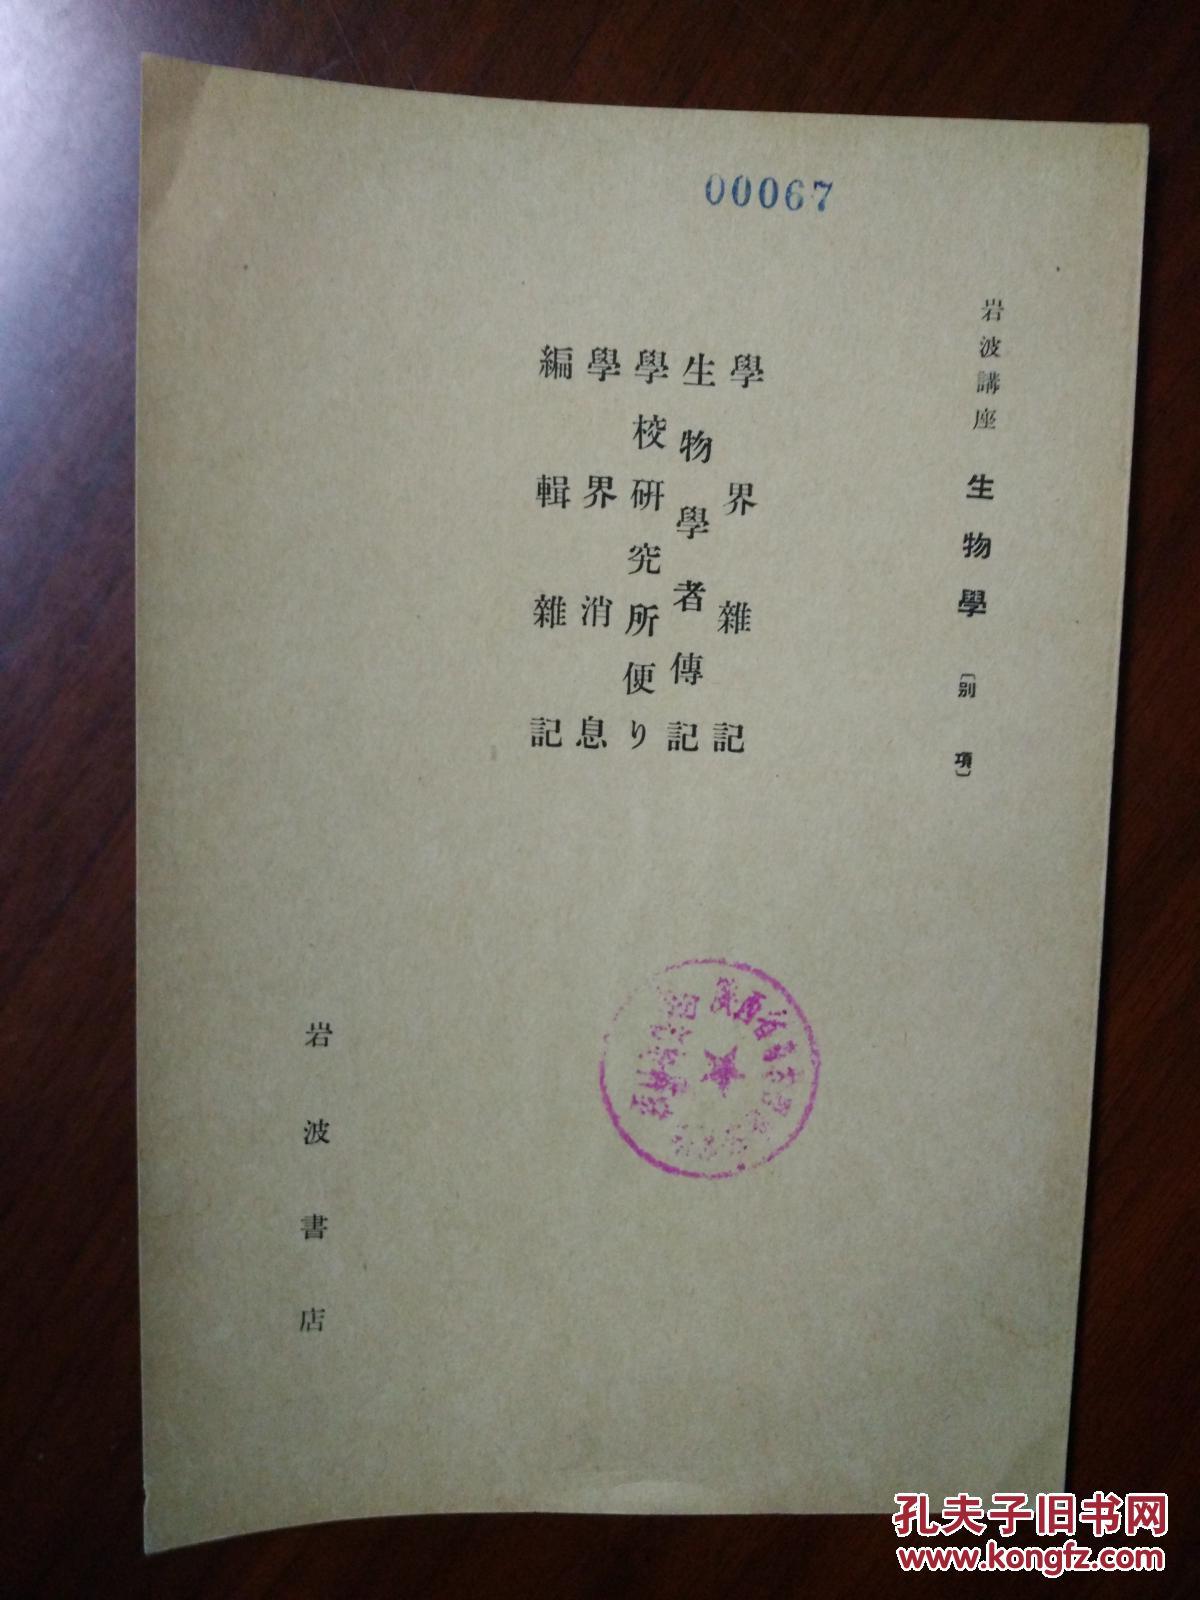 00067
岩波講座 生物學 〔別項〕
學界雜記
生物學者傳記
學校研究所便り
學界消息
編輯雜記
岩波書店
孔夫子旧书网
www.kongfz.com